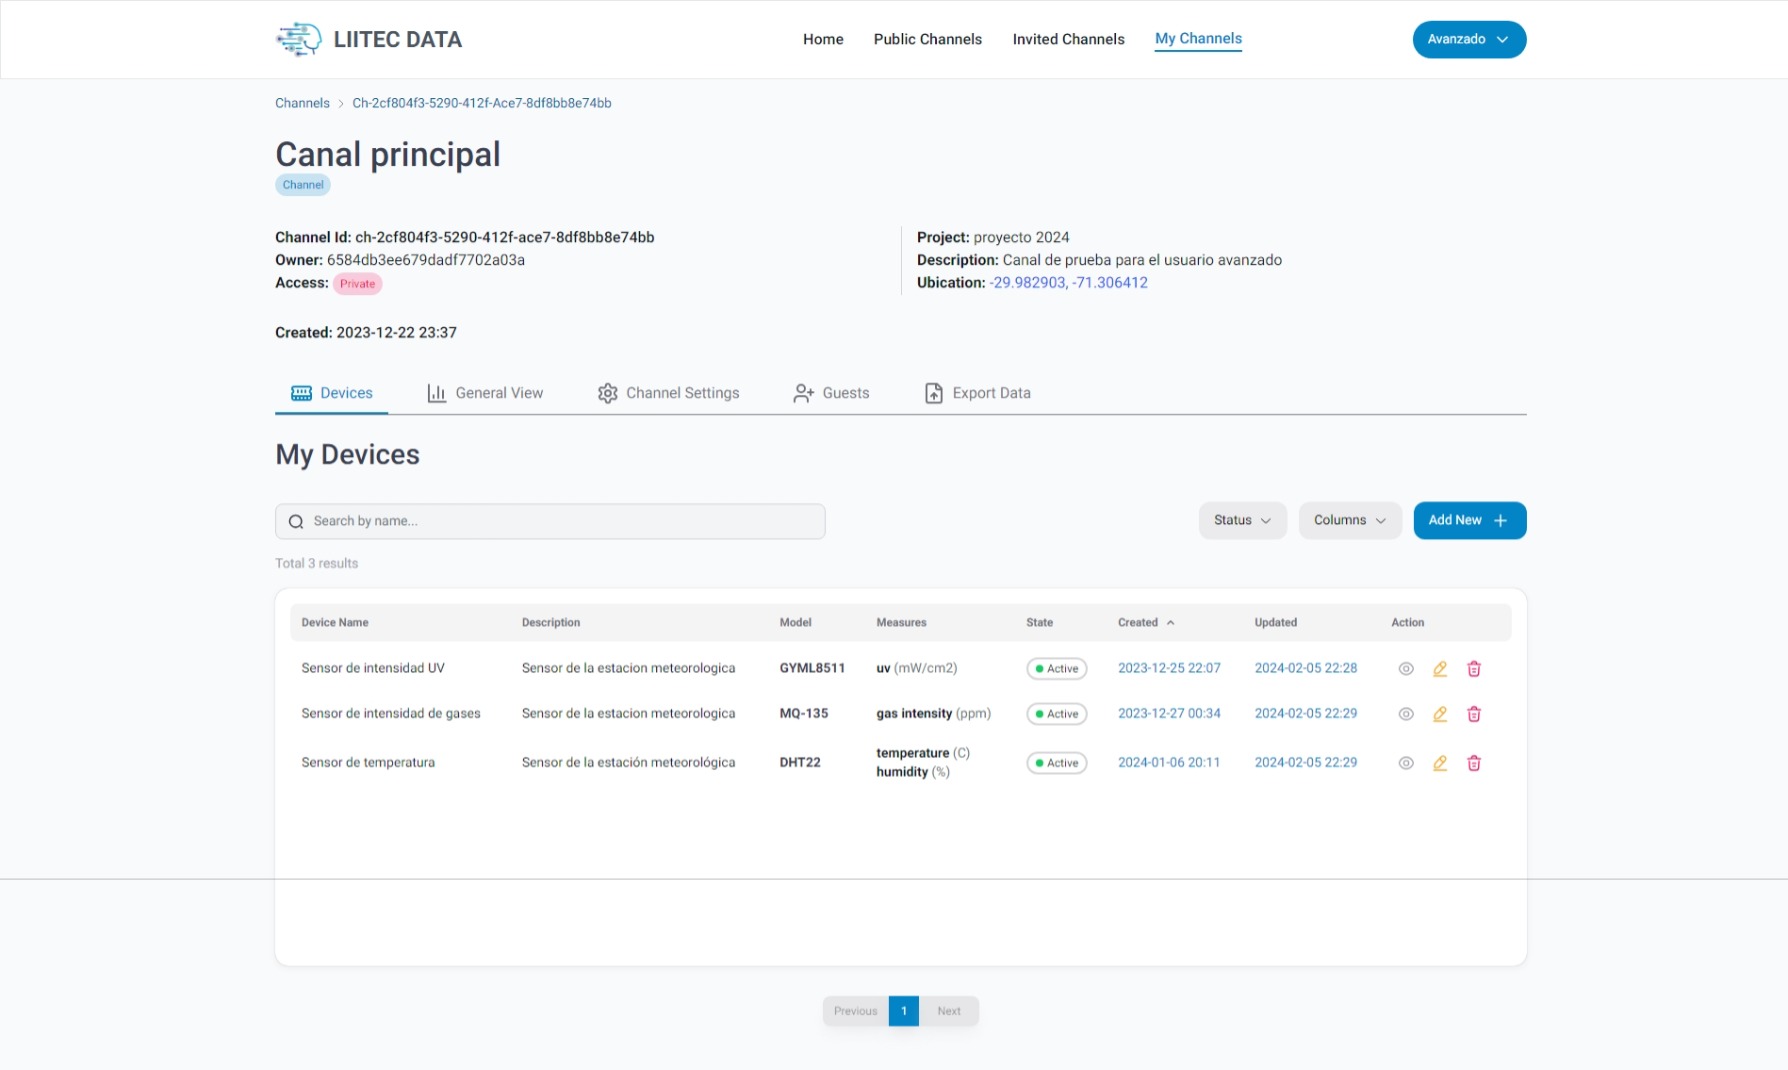 LIITEC DATA
Home Public Channels Invited Channels My Channels
Avanzado
Channels > Ch-2cf804f3-5290-412f-Ace7-8df8bb8e74bb
Canal principal
Channel
Channel Id: ch-2cf804f3-5290-412f-ace7-8df8bb8e74bb
Owner: 6584db3ee679dadf7702a03a
Access: Private
Created: 2023-12-22 23:37
Project: proyecto 2024
Description: Canal de prueba para el usuario avanzado
Ubication: -29.982903, -71.306412
Devices General View Channel Settings Guests Export Data
My Devices
Search by name...
Status Columns Add New +
Total 3 results
Device Name Description Model Measures State Created Updated Action
Sensor de intensidad UV Sensor de la estacion meteorologica GYML8511 uv (mW/cm2) Active 2023-12-25 22:07 2024-02-05 22:28
Sensor de intensidad de gases Sensor de la estacion meteorologica MQ-135 gas intensity (ppm) Active 2023-12-27 00:34 2024-02-05 22:29
Sensor de temperatura Sensor de la estación meteorológica DHT22 temperature (C) Active 2024-01-06 20:11 2024-02-05 22:29
humidity (%)
Previous 1 Next